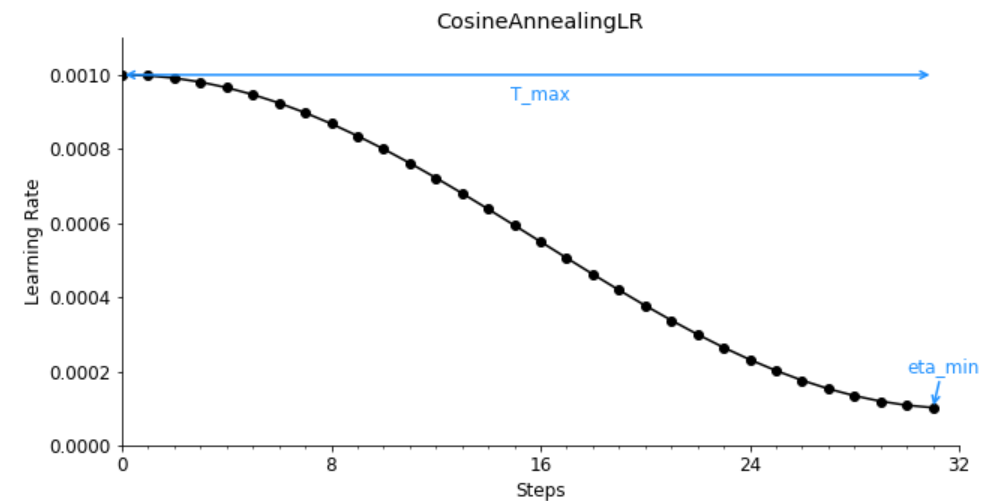 CosineAnnealingLR
0.0010
T_max
0.0008
0.0006
Learning Rate
0.0004
0.0002
eta_min
0.0000
0 8 16 24 32
Steps